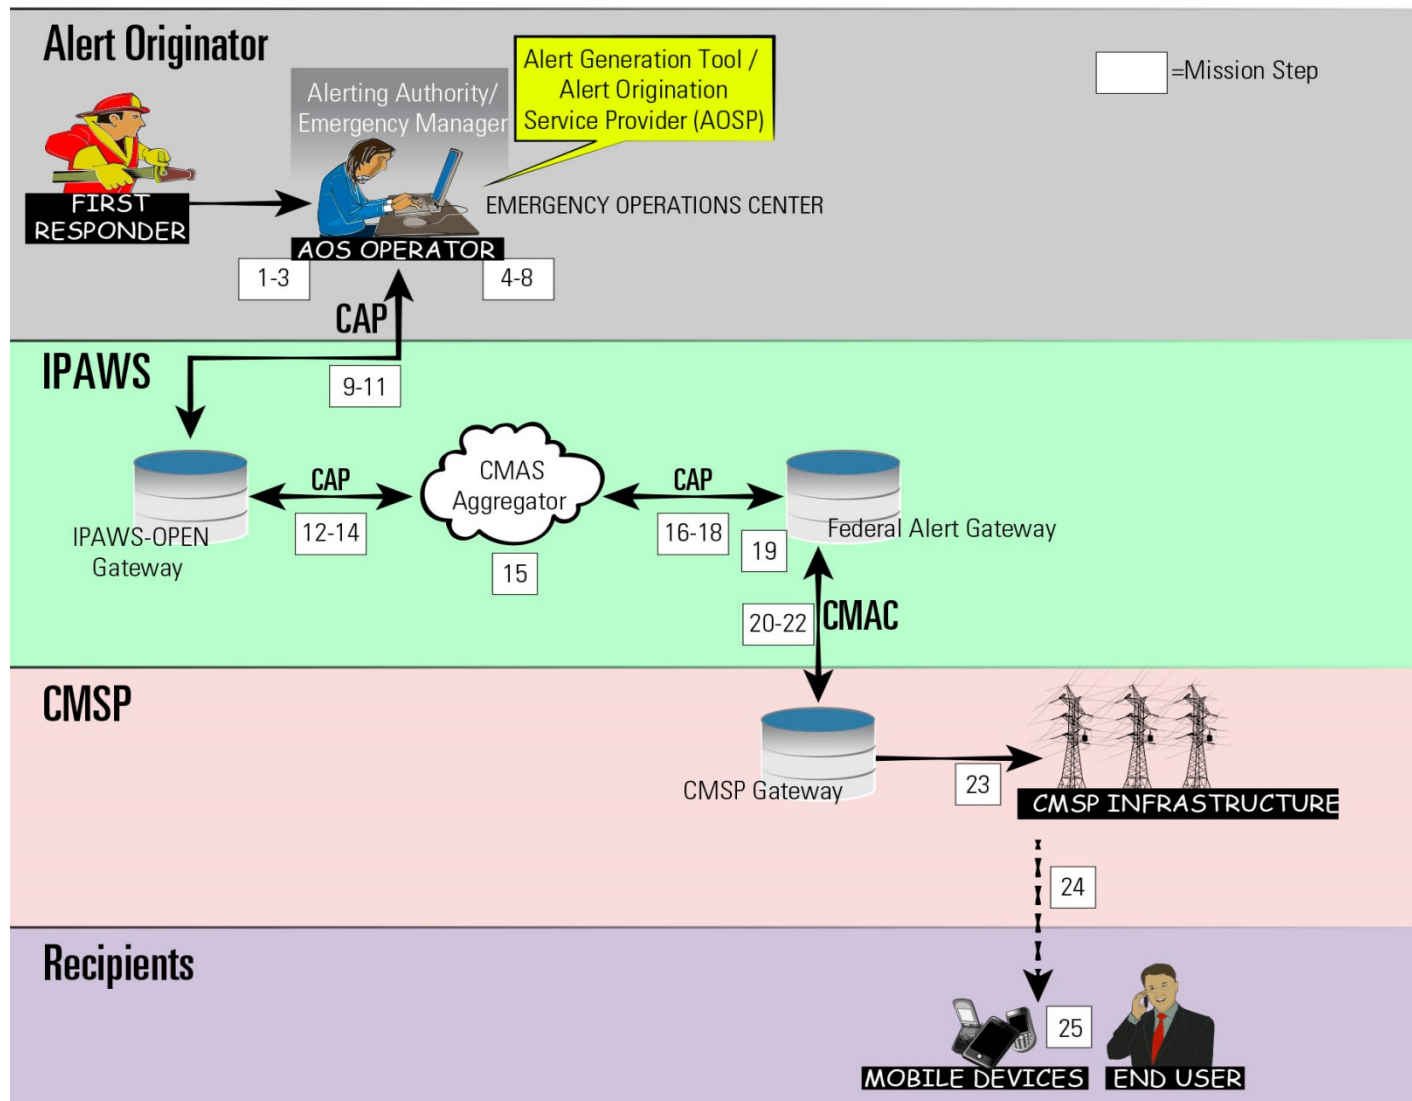 Alert Originator
Alert Generation Tool /
Alert Origination
Service Provider (AOSP)
=Mission Step
Alerting Authority/
Emergency Manager
FIRST
RESPONDER
EMERGENCY OPERATIONS CENTER
AOS OPERATOR
1-3
4-8
CAP
IPAWS
9-11
CAP
CMAS
Aggregator
CAP
IPAWS-OPEN
Gateway
12-14
15
16-18
19
Federal Alert Gateway
20-22
CMAC
CMSP
CMSP Gateway
23
CMSP INFRASTRUCTURE
24
Recipients
25
MOBILE DEVICES
END USER